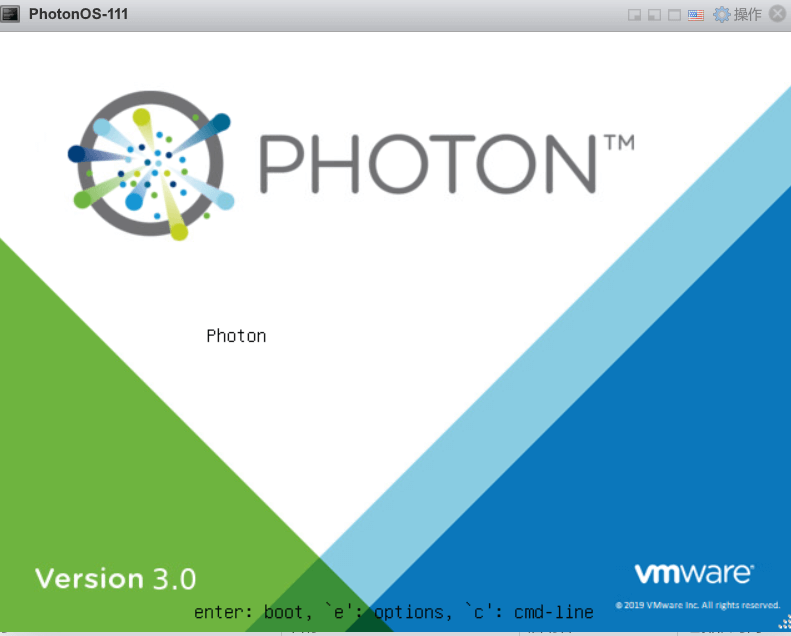 PhotonOS-111
操作
PHOTON™
Photon
Version 3.0
vmware®
© 2019 VMware Inc. All rights reserved.
enter: boot, `e': options, `c': cmd-line